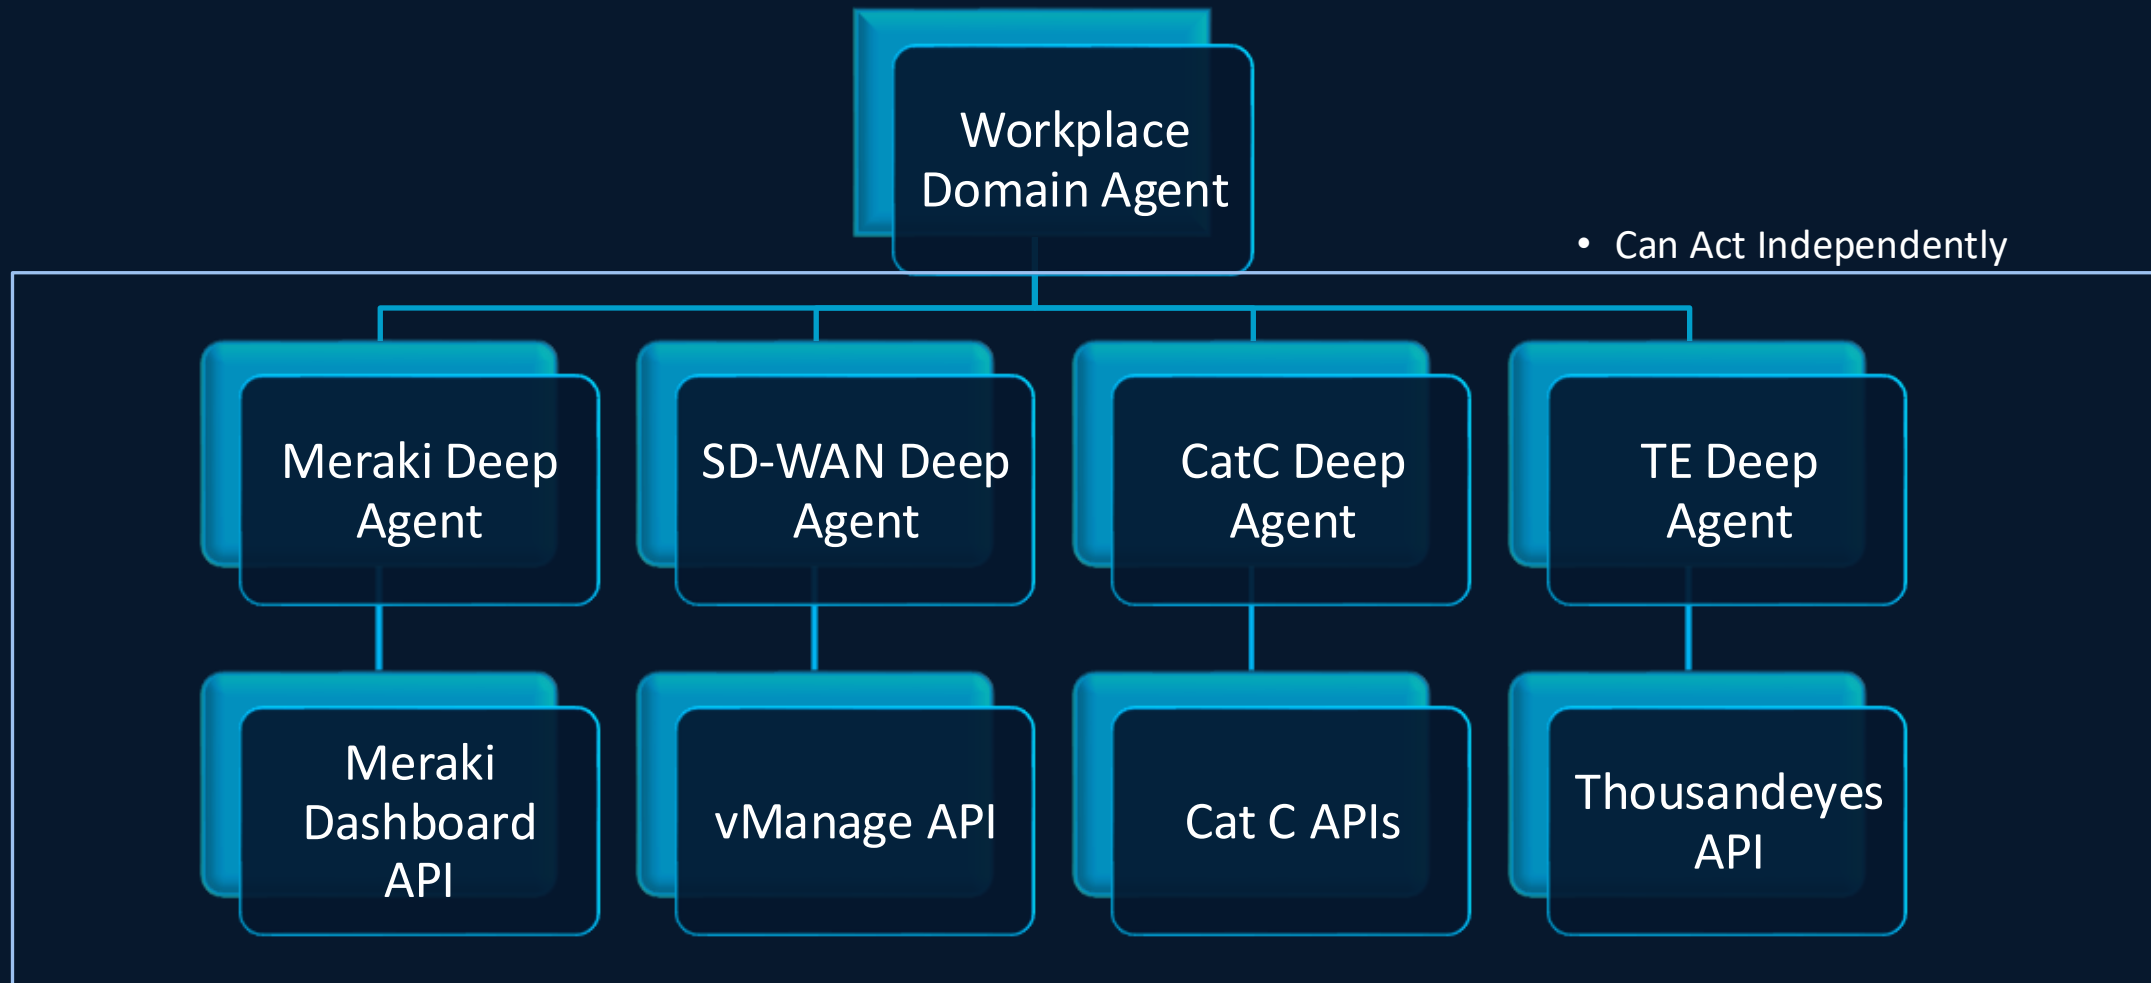 Workplace
Domain Agent
• Can Act Independently
Meraki Deep
Agent
SD-WAN Deep
Agent
CatC Deep
Agent
TE Deep
Agent
Meraki
Dashboard
API
vManage API
Cat C APIs
Thousandeyes
API